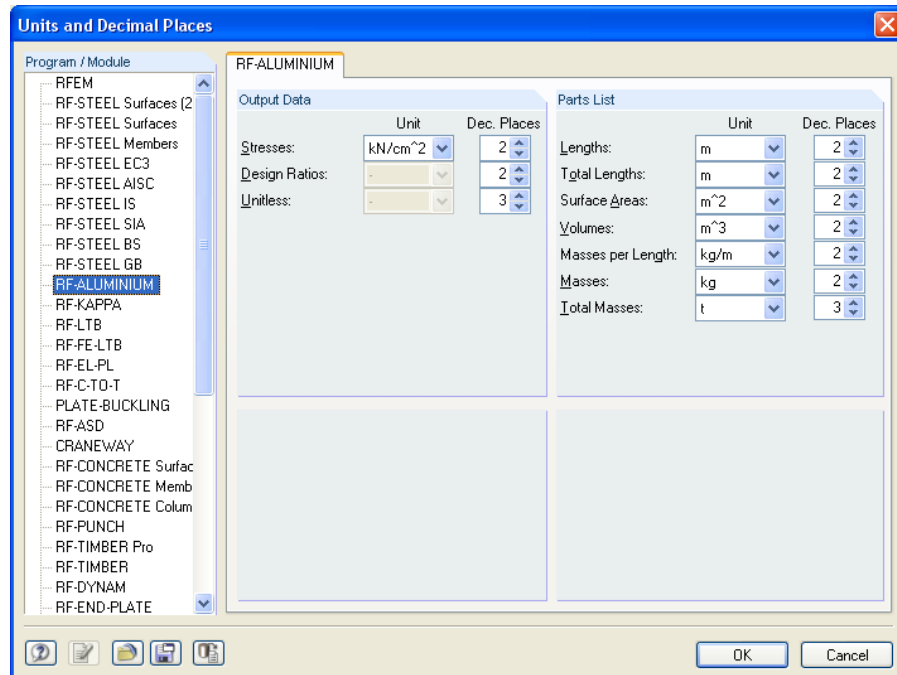 Units and Decimal Places
Program / Module
RFEM
RF-STEEL Surfaces (2
RF-STEEL Surfaces
RF-STEEL Members
RF-STEEL EC3
RF-STEEL AISC
RF-STEEL IS
RF-STEEL SIA
RF-STEEL BS
RF-STEEL GB
RF-ALUMINIUM
RF-KAPPA
RF-LTB
RF-FE-LTB
RF-EL-PL
RF-C-TO-T
PLATE-BUCKLING
RF-ASD
CRANEWAY
RF-CONCRETE Surfac
RF-CONCRETE Memb
RF-CONCRETE Colum
RF-PUNCH
RF-TIMBER Pro
RF-TIMBER
RF-DYNAM
RF-END-PLATE
RF-ALUMINIUM
Output Data
Unit Dec. Places
Stresses: kN/cm^2 2
Design Ratios: - 2
Unitless: - 3
Parts List
Unit Dec. Places
Lengths: m 2
Total Lengths: m 2
Surface Areas: m^2 2
Volumes: m^3 2
Masses per Length: kg/m 2
Masses: kg 2
Total Masses: t 3
OK Cancel